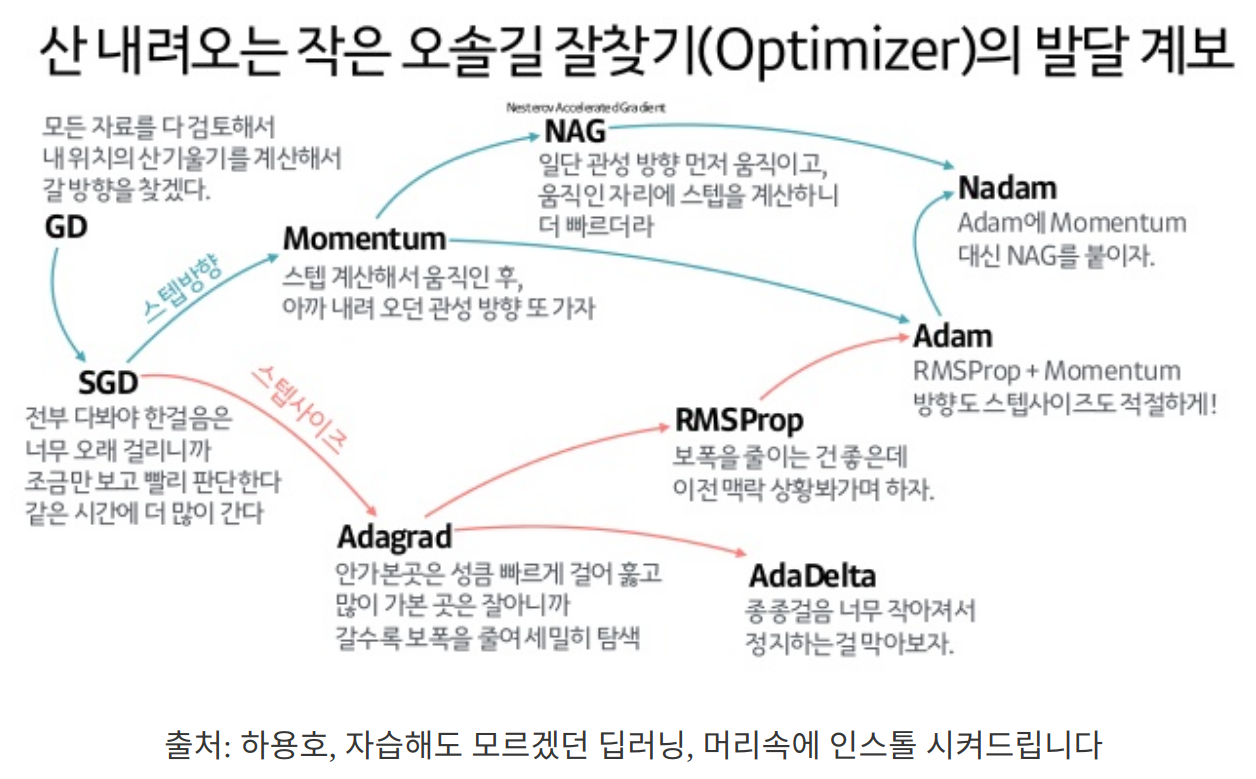 산 내려오는 작은 오솔길 잘찾기(Optimizer)의 발달 계보
모든 자료를 다 검토해서
내 위치의 산기울기를 계산해서
갈 방향을 찾겠다.
GD
스텝방향
SGD
전부 다봐야 한걸음은
너무 오래 걸리니까
조금만 보고 빨리 판단한다
같은 시간에 더 많이 간다
Momentum
스텝 계산해서 움직인 후,
아까 내려 오던 관성 방향 또 가자
Nesterov Accelerated Gradient
NAG
일단 관성 방향 먼저 움직이고,
움직인 자리에 스텝을 계산하니
더 빠르더라
Nadam
Adam에 Momentum
대신 NAG를 붙이자.
Adam
RMSProp + Momentum
방향도 스텝사이즈도 적절하게!
스텝사이즈
RMSProp
보폭을 줄이는 건 좋은데
이전 맥락 상황봐가며 하자.
Adagrad
안가본곳은 성큼 빠르게 걸어 훓고
많이 가본 곳은 잘아니까
갈수록 보폭을 줄여 세밀히 탐색
AdaDelta
종종걸음 너무 작아져서
정지하는걸 막아보자.
출처: 하용호, 자습해도 모르겠던 딥러닝, 머리속에 인스톨 시켜드립니다